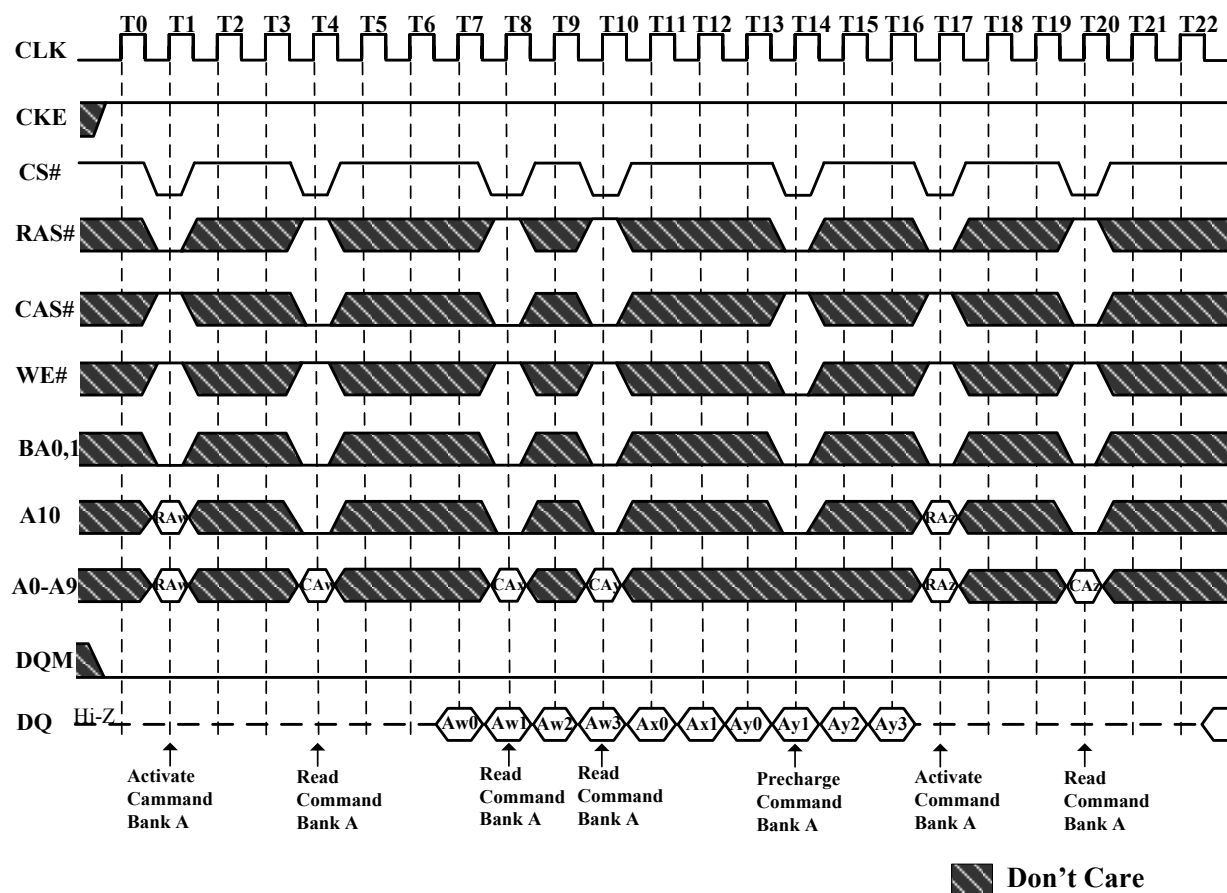 T0 T1 T2 T3 T4 T5 T6 T7 T8 T9 T10 T11 T12 T13 T14 T15 T16 T17 T18 T19 T20 T21 T22
CLK
CKE
CS#
RAS#
CAS#
WE#
BA0,1
A10 RAw RAz
A0-A9 RAw CAw CAx CAy RAz CAz
DQM
DQ Hi-Z Aw0 Aw1 Aw2 Aw3 Ax0 Ax1 Ay0 Ay1 Ay2 Ay3
Activate
Cammand
Bank A
Read
Command
Bank A
Read
Command
Bank A
Read
Command
Bank A
Precharge
Command
Bank A
Activate
Command
Bank A
Read
Command
Bank A
Don't Care